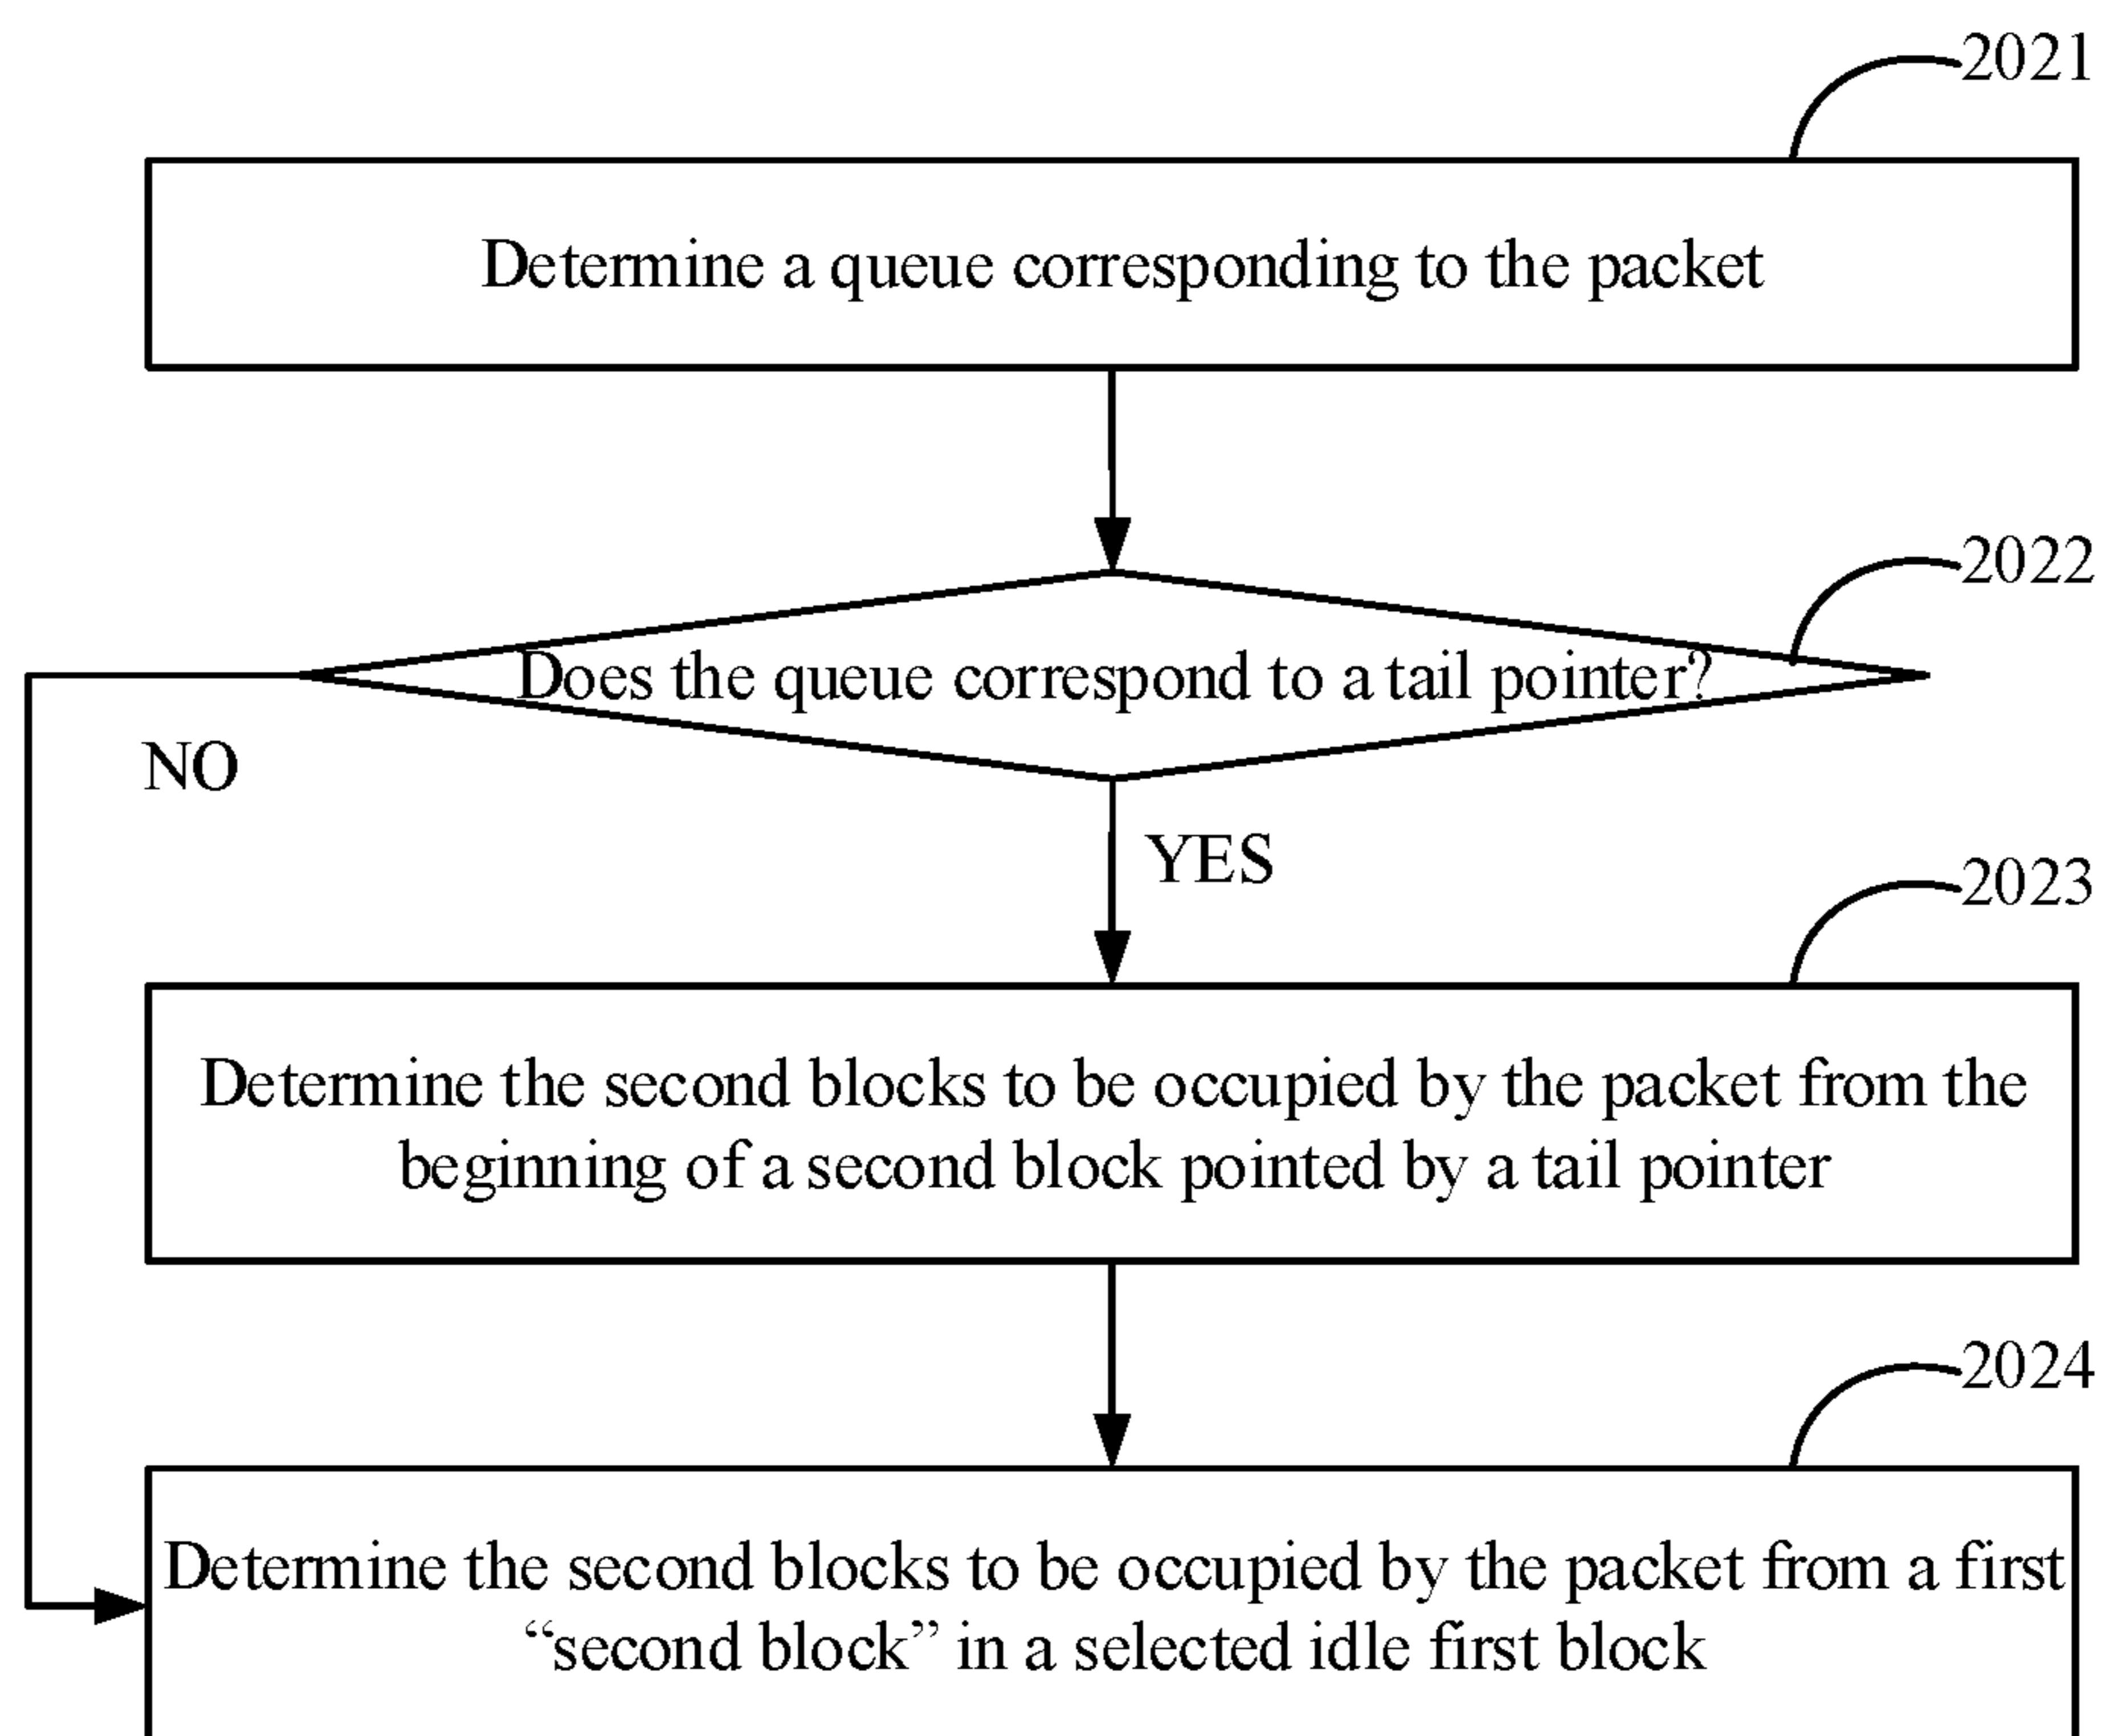 2021
Determine a queue corresponding to the packet
2022
Does the queue correspond to a tail pointer?
NO
YES
2023
Determine the second blocks to be occupied by the packet from the
beginning of a second block pointed by a tail pointer
2024
Determine the second blocks to be occupied by the packet from a first
“second block” in a selected idle first block